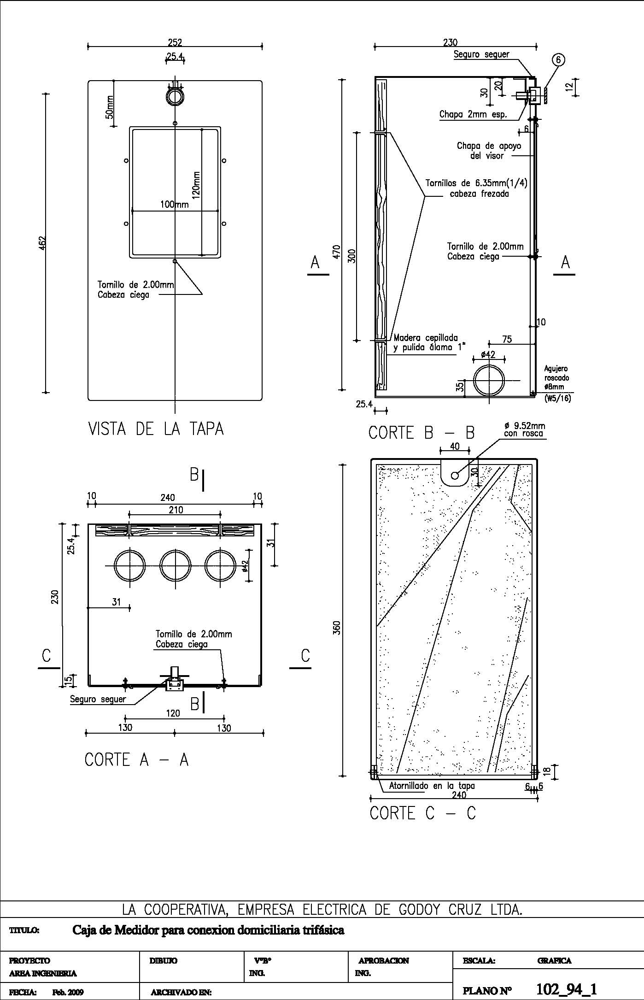 252
25.4
11
50mm
120mm
100mm
462
Tornillo de 2.00mm
Cabeza ciega
VISTA DE LA TAPA
230
Seguro seguer
6
30
20
12
Chapa 2mm esp.
6
Chapa de apoyo
del visor
Tornillos de 6.35mm(1/4)
cabeza frezada
470
300
Tornillo de 2.00mm
Cabeza ciega
A
A
10
Madera cepillada
y pulida álamo 1"
75
ø42
35
Agujero
roscado
ø8mm
(W5/16)
25.4
CORTE B - B
ø 9.52mm
con rosca
40
30
B
10
240
10
210
25.4
31
ø42
230
31
Tornillo de 2.00mm
Cabeza ciega
C
C
15
Seguro seguer
B
120
130
130
CORTE A - A
360
18
Atornillado en la tapa
6
6
240
CORTE C - C
LA COOPERATIVA, EMPRESA ELECTRICA DE GODOY CRUZ LTDA.
TITULO: Caja de Medidor para conexion domiciliaria trifásica
PROYECTO
AREA INGENIERIA
DIBUJO
VºBº
ING.
APROBACION
ING.
ESCALA: GRAFICA
FECHA: Feb. 2009
ARCHIVADO EN:
PLANO Nº 102_94_1